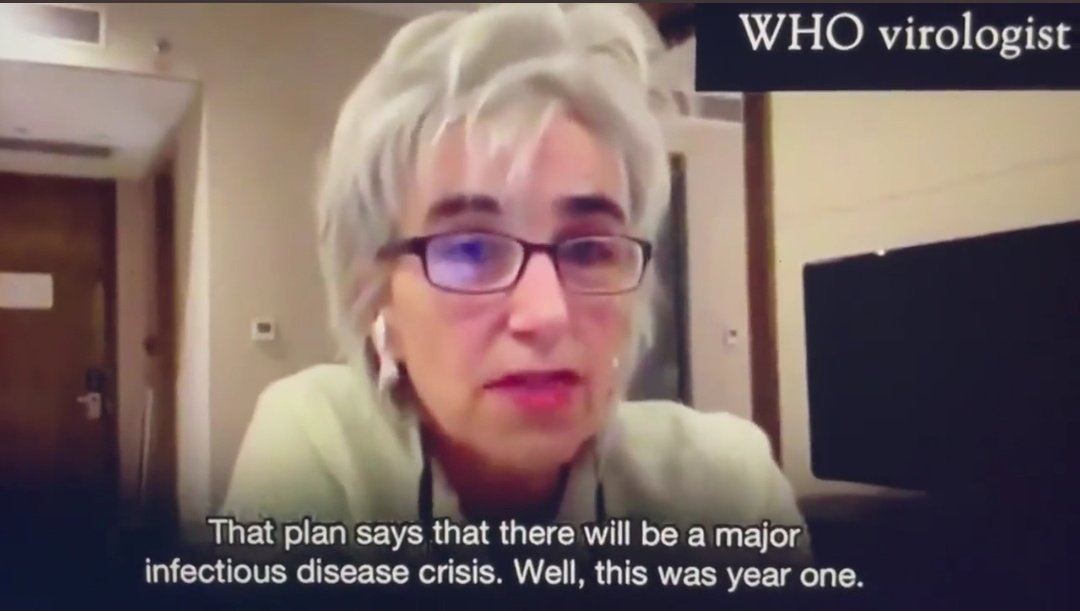 WHO virologist
That plan says that there will be a major
infectious disease crisis. Well, this was year one.